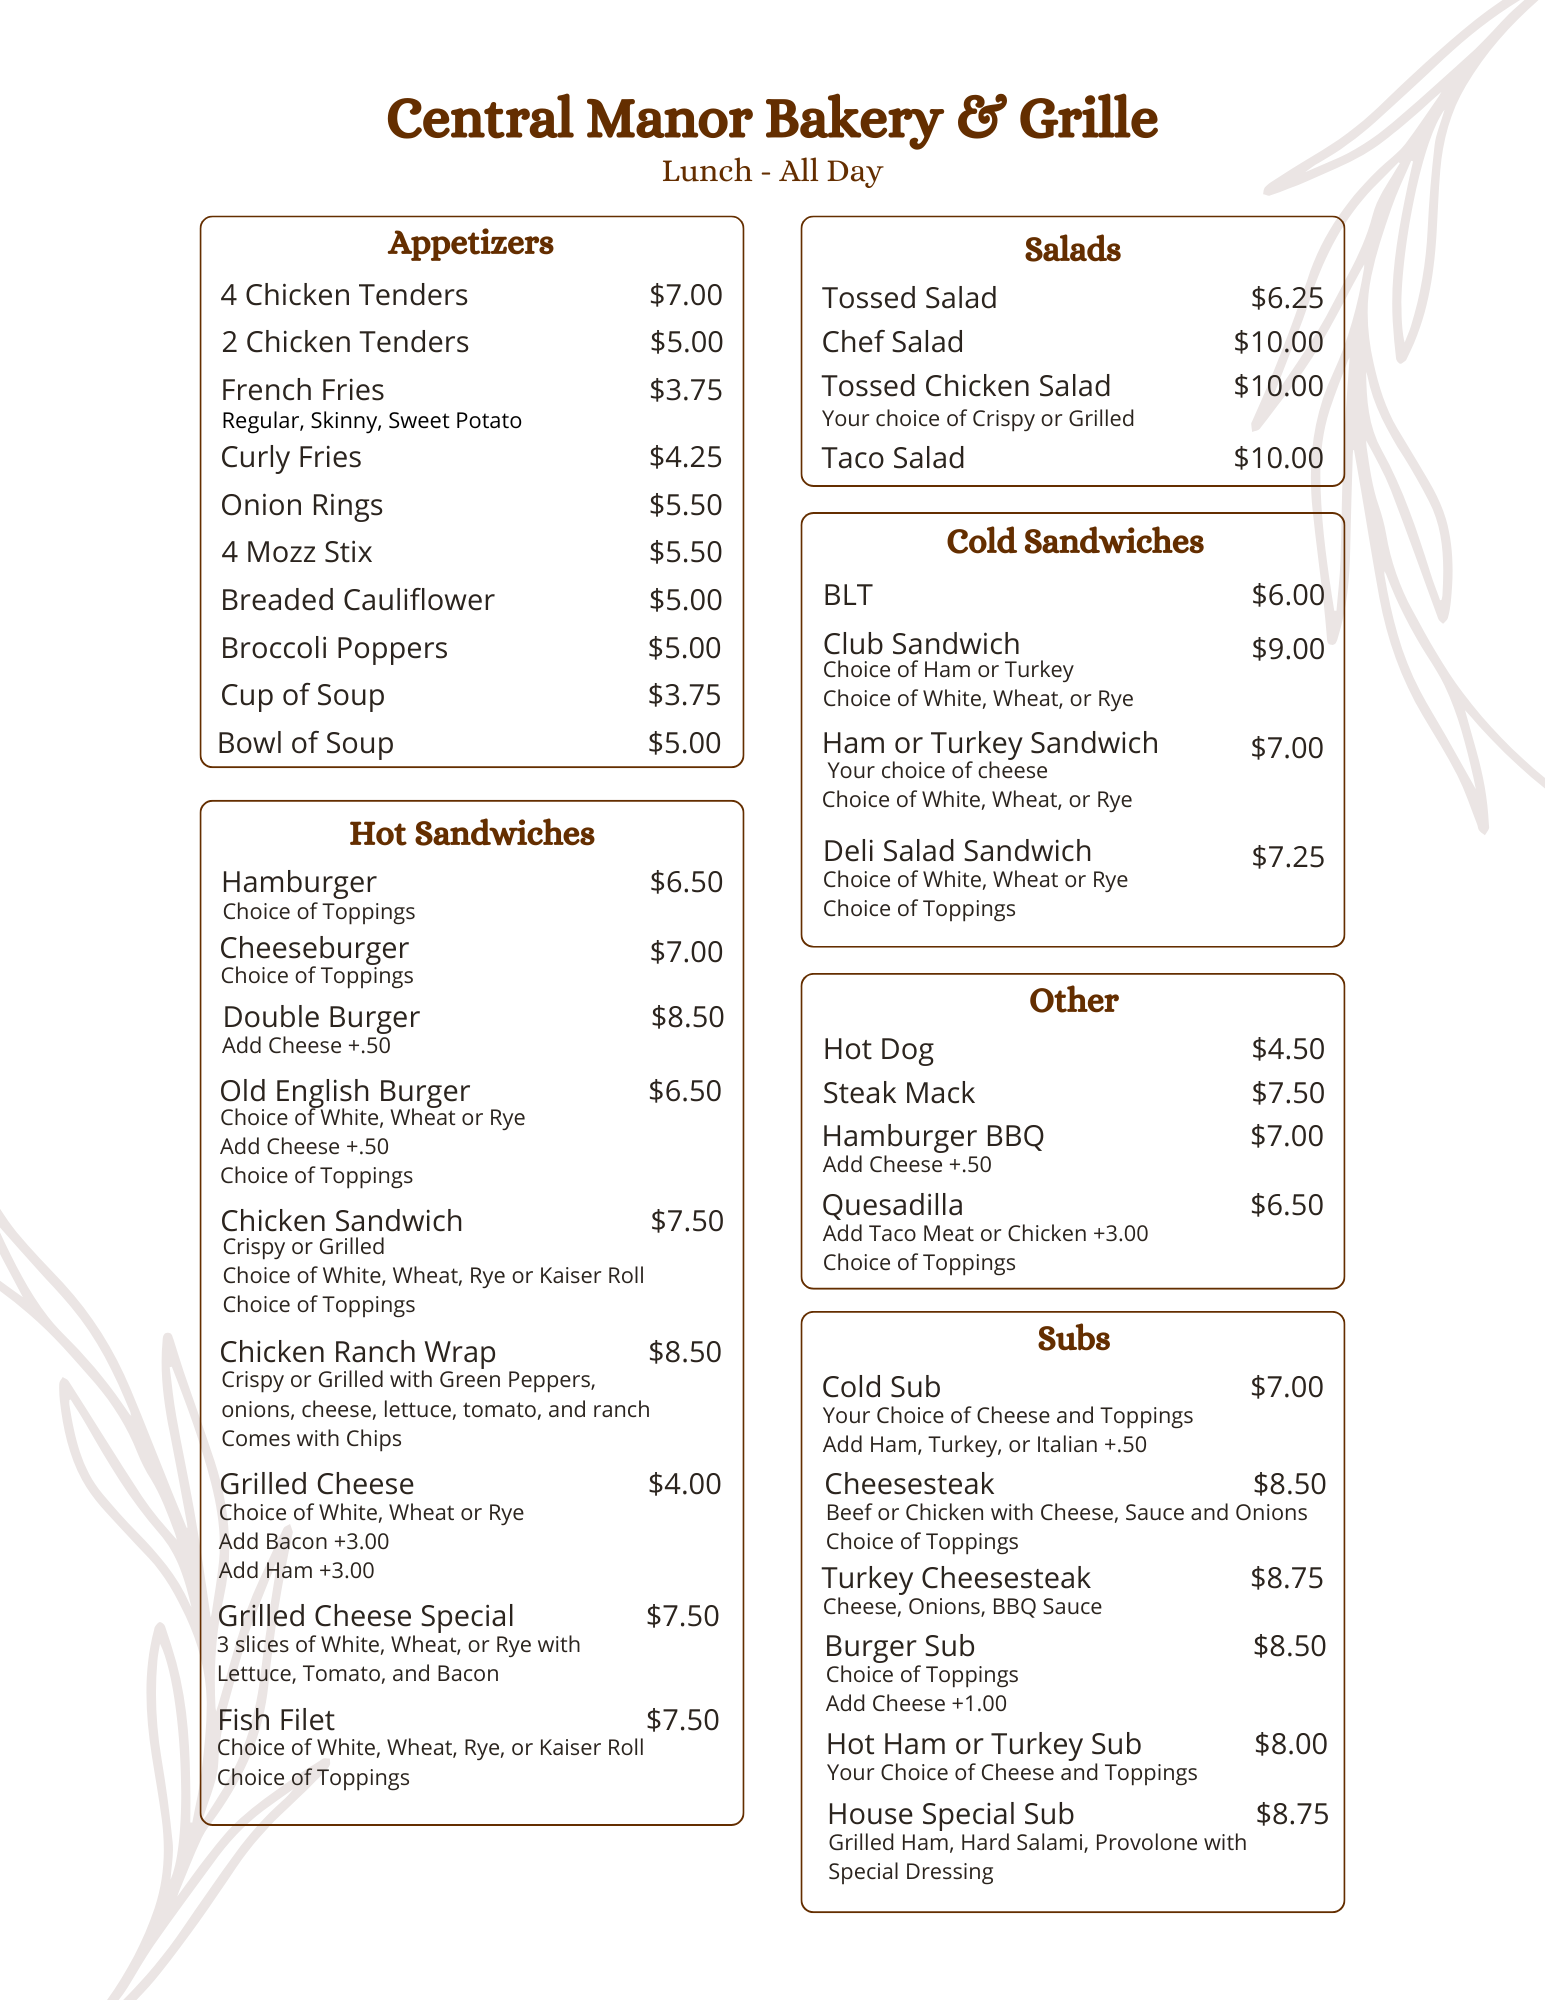 Central Manor Bakery & Grille
Lunch - All Day
Appetizers
4 Chicken Tenders $7.00
2 Chicken Tenders $5.00
French Fries $3.75
Regular, Skinny, Sweet Potato
Curly Fries $4.25
Onion Rings $5.50
4 Mozz Stix $5.50
Breaded Cauliflower $5.00
Broccoli Poppers $5.00
Cup of Soup $3.75
Bowl of Soup $5.00
Hot Sandwiches
Hamburger $6.50
Choice of Toppings
Cheeseburger $7.00
Choice of Toppings
Double Burger $8.50
Add Cheese +.50
Old English Burger $6.50
Choice of White, Wheat or Rye
Add Cheese +.50
Choice of Toppings
Chicken Sandwich $7.50
Crispy or Grilled
Choice of White, Wheat, Rye or Kaiser Roll
Choice of Toppings
Chicken Ranch Wrap $8.50
Crispy or Grilled with Green Peppers,
onions, cheese, lettuce, tomato, and ranch
Comes with Chips
Grilled Cheese $4.00
Choice of White, Wheat or Rye
Add Bacon +3.00
Add Ham +3.00
Grilled Cheese Special $7.50
3 slices of White, Wheat, or Rye with
Lettuce, Tomato, and Bacon
Fish Filet $7.50
Choice of White, Wheat, Rye, or Kaiser Roll
Choice of Toppings
Salads
Tossed Salad $6.25
Chef Salad $10.00
Tossed Chicken Salad $10.00
Your choice of Crispy or Grilled
Taco Salad $10.00
Cold Sandwiches
BLT $6.00
Club Sandwich $9.00
Choice of Ham or Turkey
Choice of White, Wheat, or Rye
Ham or Turkey Sandwich $7.00
Your choice of cheese
Choice of White, Wheat, or Rye
Deli Salad Sandwich $7.25
Choice of White, Wheat or Rye
Choice of Toppings
Other
Hot Dog $4.50
Steak Mack $7.50
Hamburger BBQ $7.00
Add Cheese +.50
Quesadilla $6.50
Add Taco Meat or Chicken +3.00
Choice of Toppings
Subs
Cold Sub $7.00
Your Choice of Cheese and Toppings
Add Ham, Turkey, or Italian +.50
Cheesesteak $8.50
Beef or Chicken with Cheese, Sauce and Onions
Choice of Toppings
Turkey Cheesesteak $8.75
Cheese, Onions, BBQ Sauce
Burger Sub $8.50
Choice of Toppings
Add Cheese +1.00
Hot Ham or Turkey Sub $8.00
Your Choice of Cheese and Toppings
House Special Sub $8.75
Grilled Ham, Hard Salami, Provolone with
Special Dressing